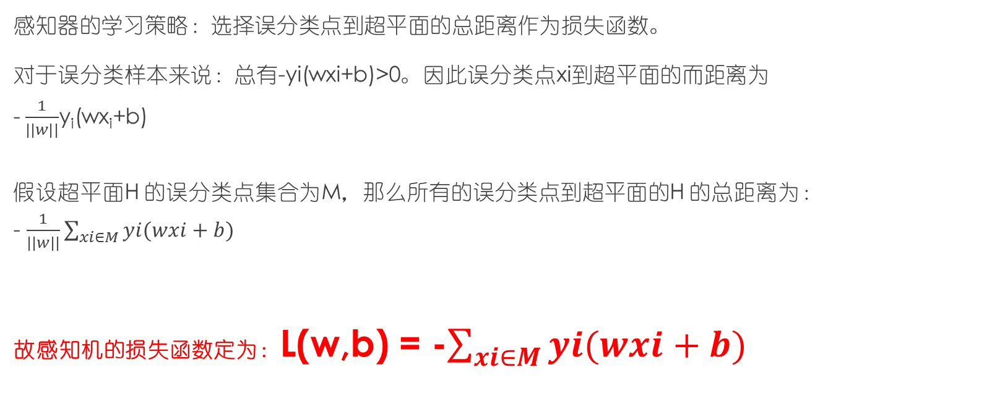 感知器的学习策略：选择误分类点到超平面的总距离作为损失函数。
对于误分类样本来说：总有-yi(wxi+b)>0。因此误分类点xi到超平面的而距离为
- \frac{1}{||w||}y_i(wx_i+b)
假设超平面H 的误分类点集合为M，那么所有的误分类点到超平面的H 的总距离为：
- \frac{1}{||w||}∑_{xi∈M} yi(wxi + b)
故感知机的损失函数定为：L(w,b) = -∑_{xi∈M} yi(wxi + b)